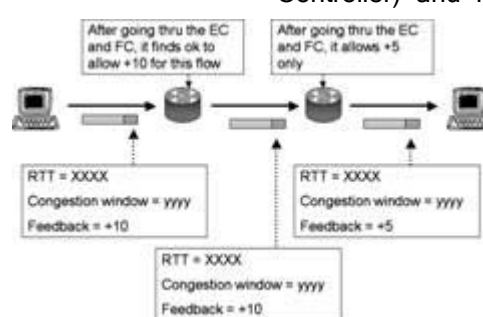 Controller) and
After going thru the EC
and FC, it finds ok to
allow +10 for this flow
After going thru the EC
and FC, it allows +5
only
RTT = XXXX
Congestion window = yyyy
Feedback = +10
RTT = XXXX
Congestion window = yyyy
Feedback = +5
RTT = XXXX
Congestion window = yyyy
Feedback = +10